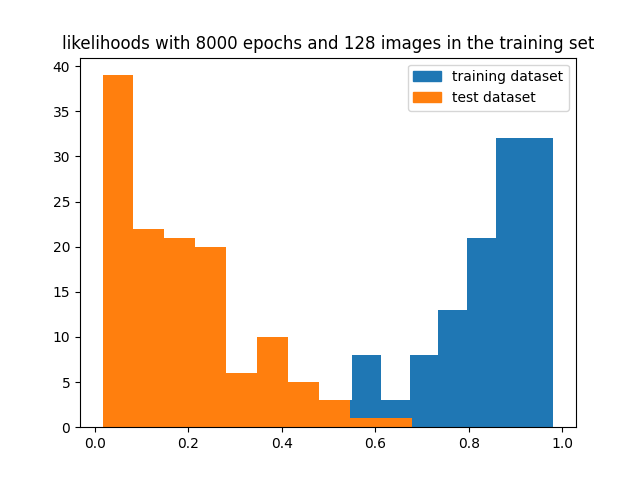 likelihoods with 8000 epochs and 128 images in the training set
training dataset
test dataset
40
35
30
25
20
15
10
5
0
0.0 0.2 0.4 0.6 0.8 1.0